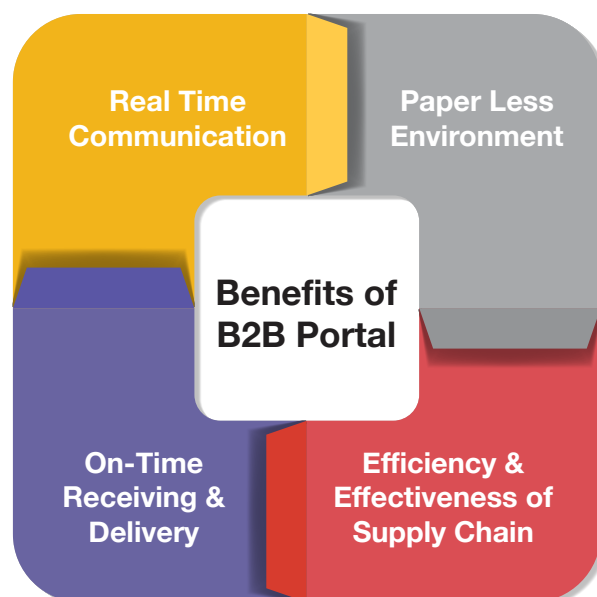 Real Time
Communication
Paper Less
Environment
Benefits of
B2B Portal
On-Time
Receiving &
Delivery
Efficiency &
Effectiveness of
Supply Chain